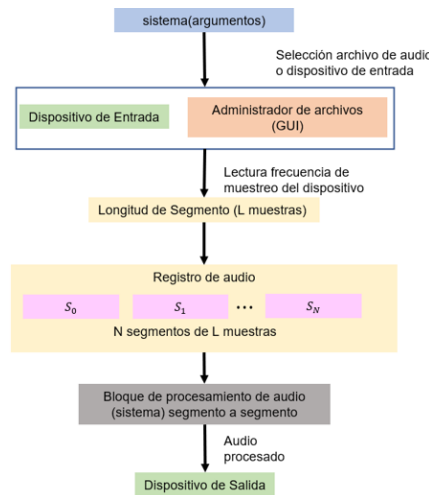 sistema(argumentos)
Selección archivo de audio
o dispositivo de entrada
Dispositivo de Entrada
Administrador de archivos
(GUI)
Lectura frecuencia de
muestreo del dispositivo
Longitud de Segmento (L muestras)
Registro de audio
S₀ S₁ ••• S_N
N segmentos de L muestras
Bloque de procesamiento de audio
(sistema) segmento a segmento
Audio
procesado
Dispositivo de Salida